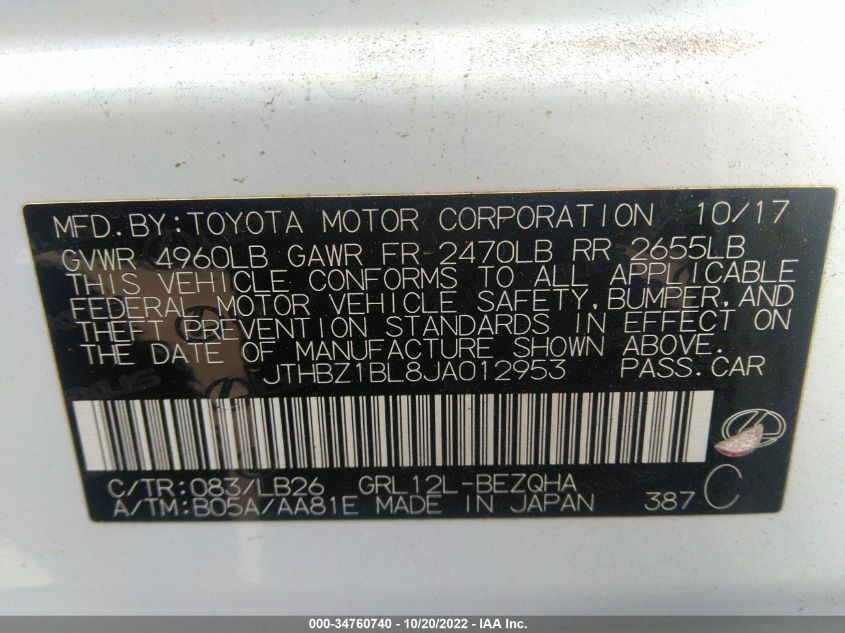 MFD.BY:TOYOTA MOTOR CORPORATION 10/17
GVWR 4960LB GAWR FR 2470LB RR 2655LB
THIS VEHICLE CONFORMS TO ALL APPLICABLE
FEDERAL MOTOR VEHICLE SAFETY,BUMPER,AND
THEFT PREVENTION STANDARDS IN EFFECT ON
THE DATE OF MANUFACTURE SHOWN ABOVE.
JTHBZ1BL8JA012953 PASS.CAR
C/TR:083/LB26 GRL12L-BEZQHA
A/TM:B05A/AA81E MADE IN JAPAN 387 C
000-34760740 - 10/20/2022 - IAA Inc.